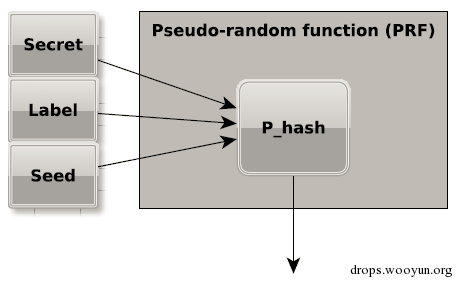 Secret
Pseudo-random function (PRF)
Label
P_hash
Seed
drops.wooyun.org